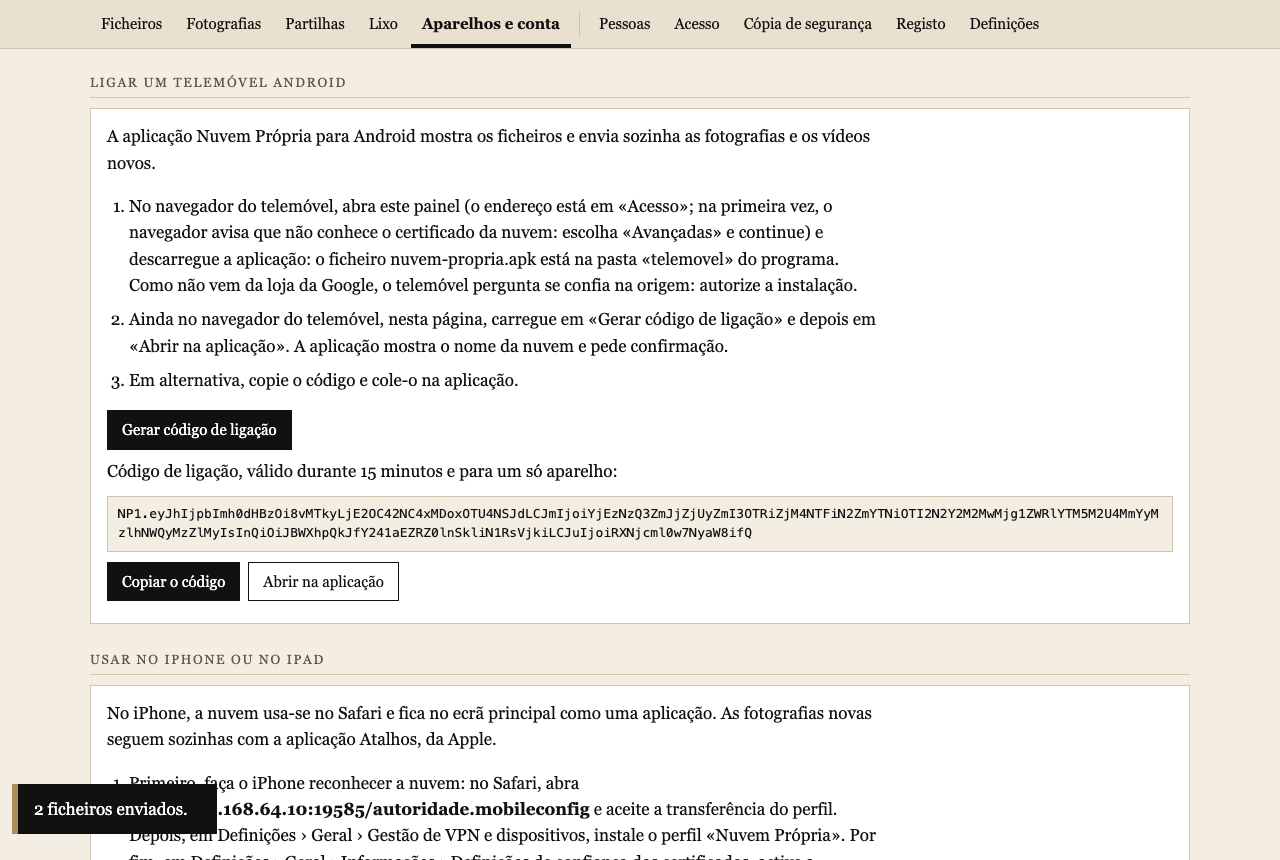 Ficheiros Fotografias Partilhas Lixo Aparelhos e conta Pessoas Acesso Cópia de segurança Registo Definições
LIGAR UM TELEMÓVEL ANDROID
A aplicação Nuvem Própria para Android mostra os ficheiros e envia sozinha as fotografias e os vídeos
novos.
1. No navegador do telemóvel, abra este painel (o endereço está em «Acesso»; na primeira vez, o
navegador avisa que não conhece o certificado da nuvem: escolha «Avançadas» e continue) e
descarregue a aplicação: o ficheiro nuvem-propria.apk está na pasta «telemovel» do programa.
Como não vem da loja da Google, o telemóvel pergunta se confia na origem: autorize a instalação.
2. Ainda no navegador do telemóvel, nesta página, carregue em «Gerar código de ligação» e depois em
«Abrir na aplicação». A aplicação mostra o nome da nuvem e pede confirmação.
3. Em alternativa, copie o código e cole-o na aplicação.
Gerar código de ligação
Código de ligação, válido durante 15 minutos e para um só aparelho:
NP1.eyJhIjpbImh0dHBzOi8vMTkyLjE2OC42NC4xMDoxOTU4NSJdLCJmIjoiYjEzNzQ3ZmJjZjUyZmI3OTRiZjM4NTFiN2ZmYTNiOTI2N2Y2M2MwMjg1ZWRlYTM5M2U4MmYyM
zlhNWQyMzZlMyIsInQiOiJBWXhpQkJfY241aEZRZ0lnSkliN1RsVjkiLCJuIjoiRXNjcml0w7NyaW8ifQ
Copiar o código Abrir na aplicação
USAR NO IPHONE OU NO IPAD
No iPhone, a nuvem usa-se no Safari e fica no ecrã principal como uma aplicação. As fotografias novas
seguem sozinhas com a aplicação Atalhos, da Apple.
1. Primeiro, faça o iPhone reconhecer a nuvem: no Safari, abra
.168.64.10:19585/autoridade.mobileconfig e aceite a transferência do perfil.
2 ficheiros enviados.
Depois, em Definições › Geral › Gestão de VPN e dispositivos, instale o perfil «Nuvem Própria». Por